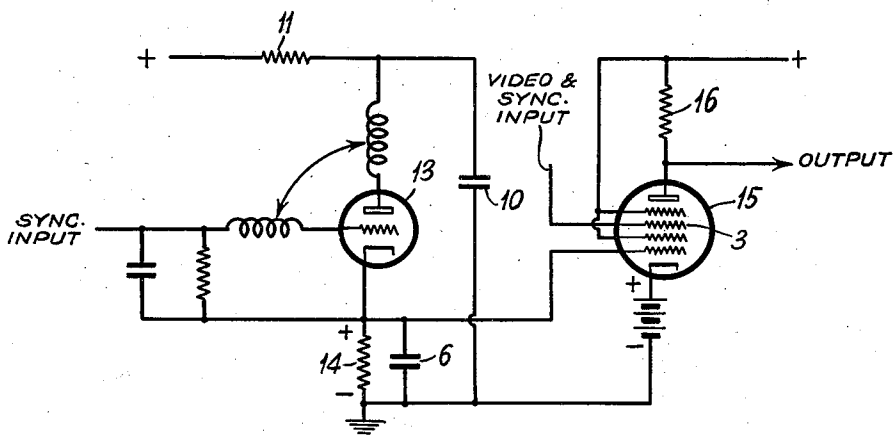 11
+
+
VIDEO &
SYNC.
INPUT
16
13
OUTPUT
10
15
SYNC.
INPUT
3
+
+
14
6
−
−